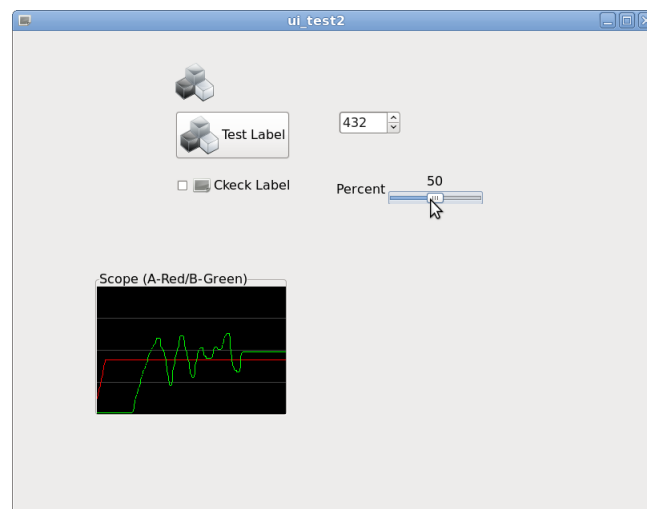 ui_test2
Test Label
432
Ckeck Label
Percent
50
Scope (A-Red/B-Green)